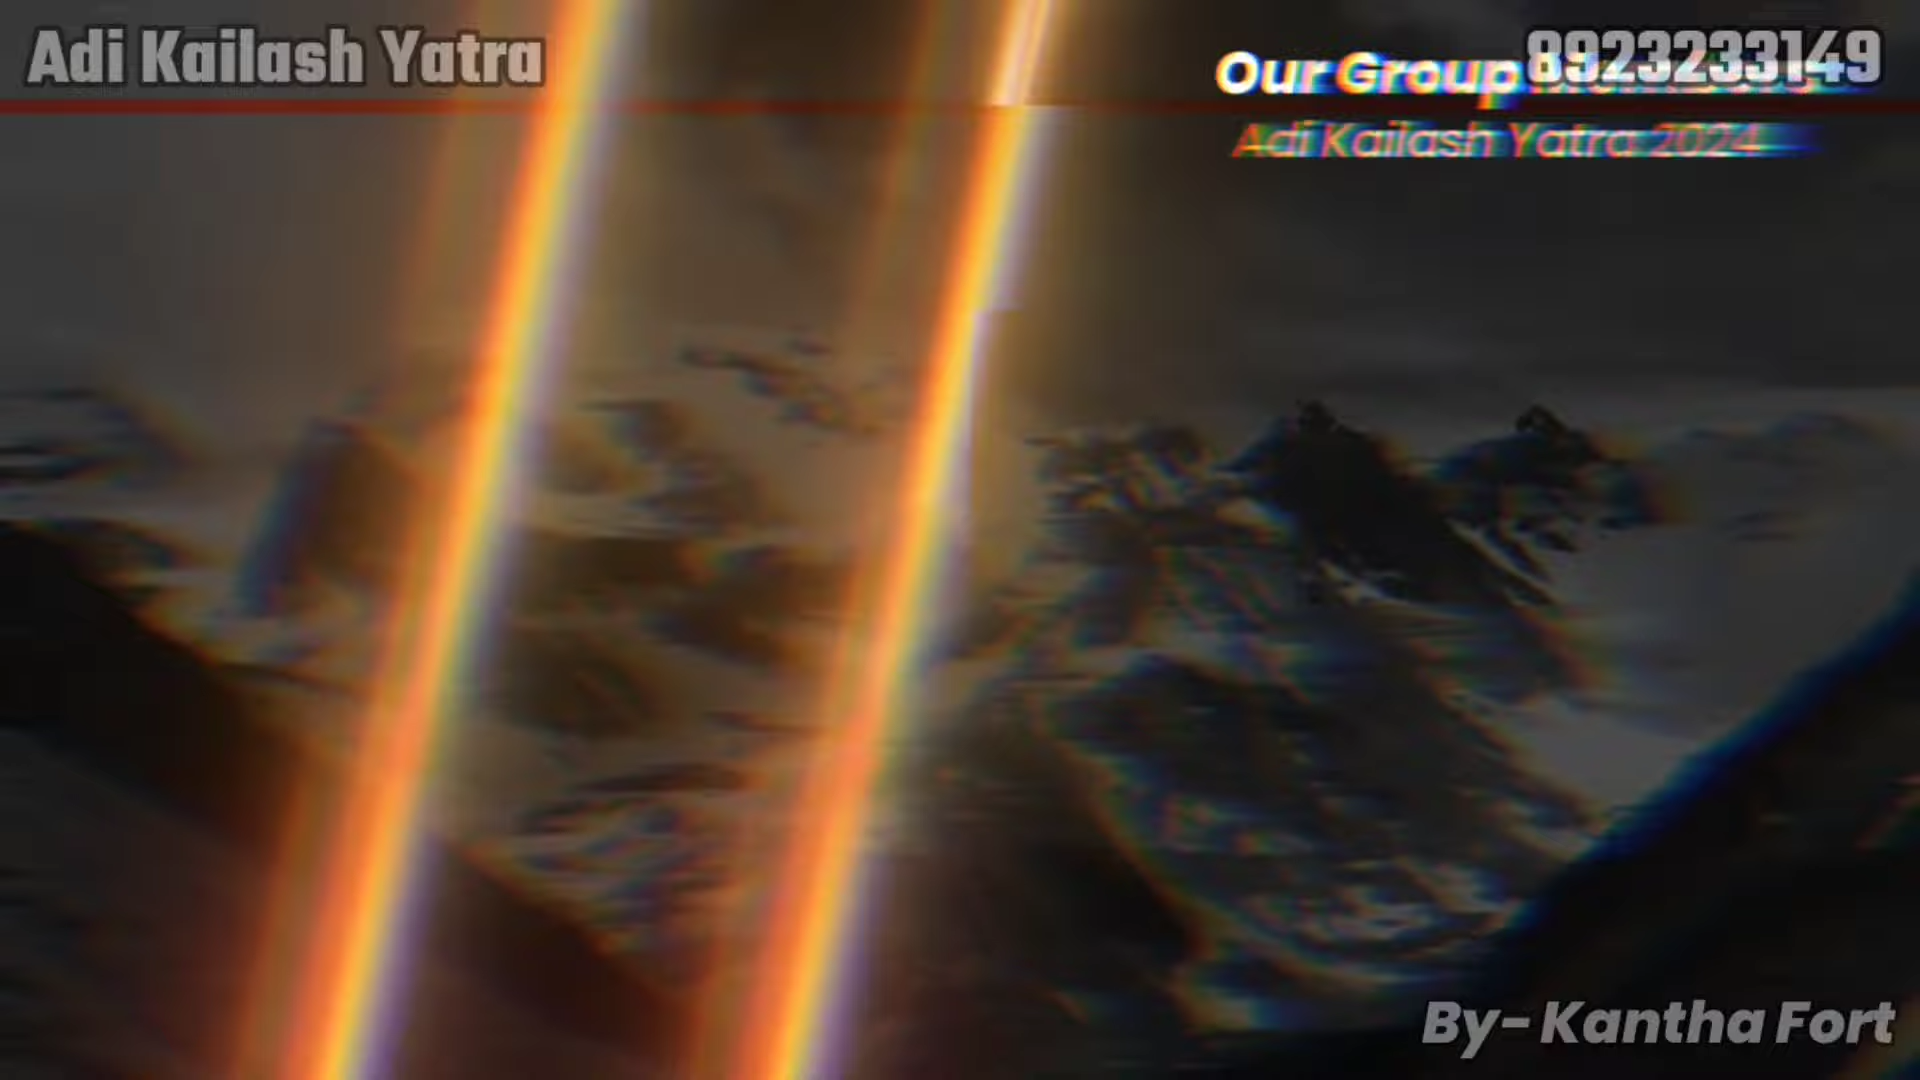 Adi Kailash Yatra
8923233149
Our Group
Adi Kailash Yatra 2024
By- Kantha Fort